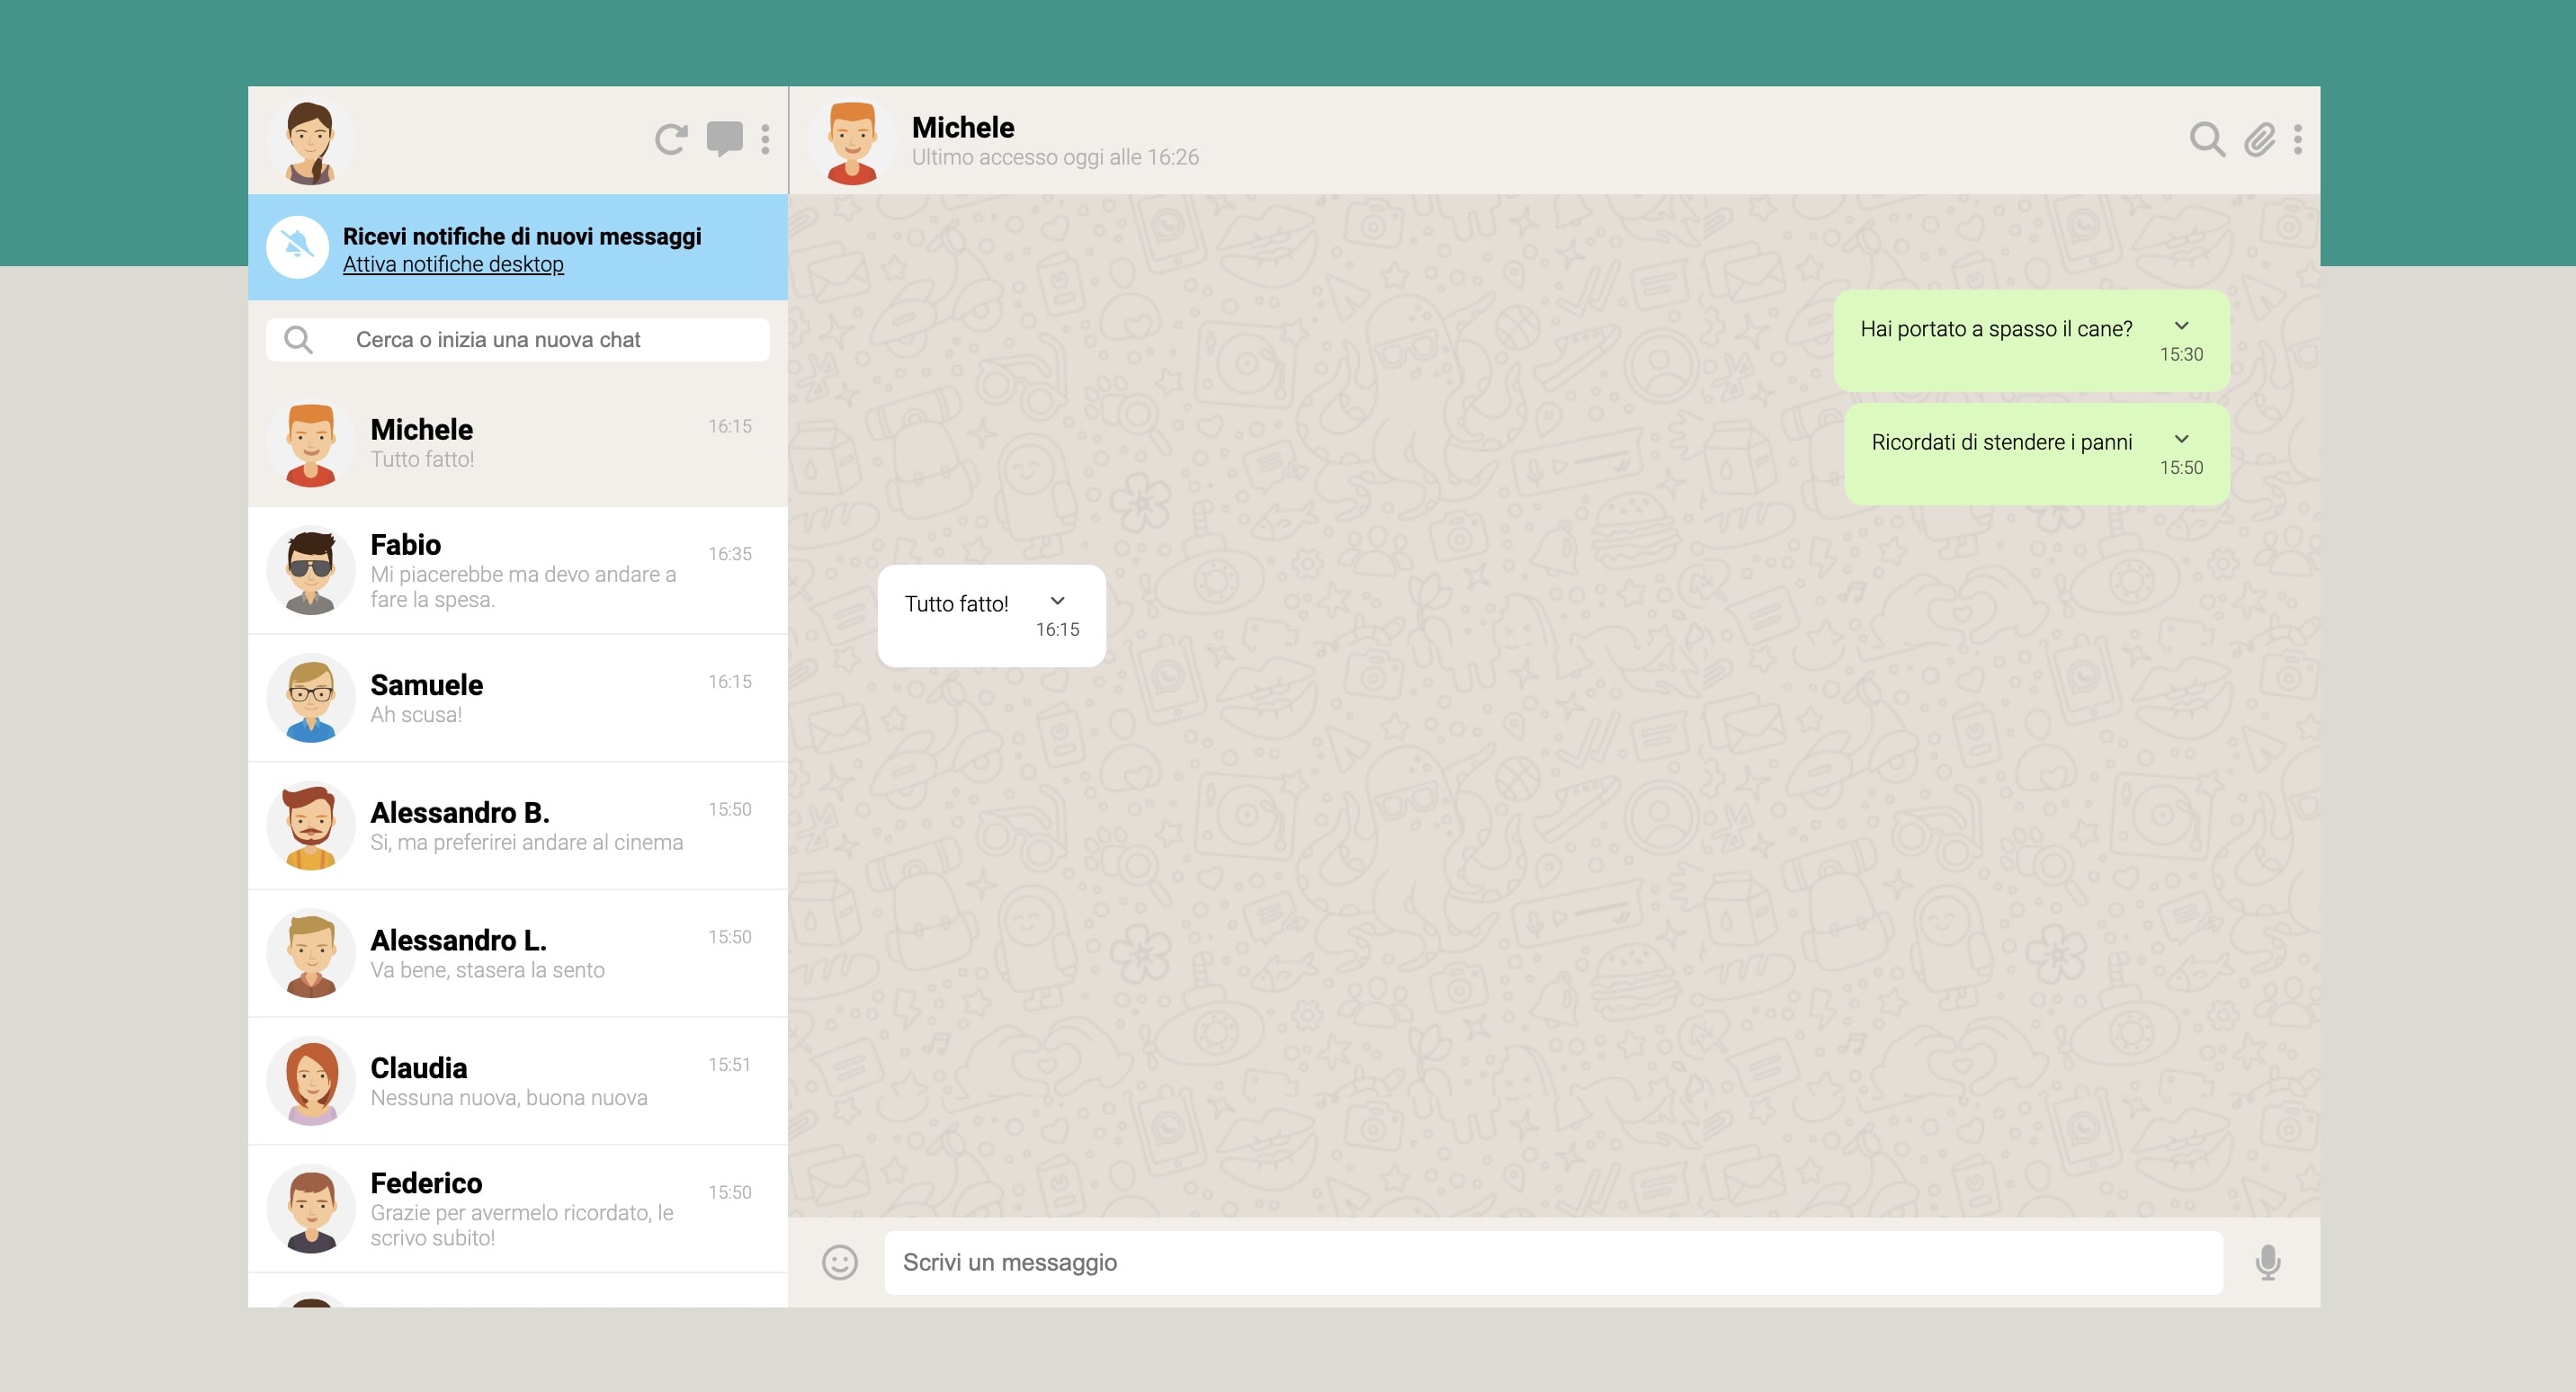 Michele
Ultimo accesso oggi alle 16:26
Ricevi notifiche di nuovi messaggi
Attiva notifiche desktop
Cerca o inizia una nuova chat
Michele
16:15
Tutto fatto!
Fabio
16:35
Mi piacerebbe ma devo andare a
fare la spesa.
Samuele
16:15
Ah scusa!
Alessandro B.
15:50
Si, ma preferirei andare al cinema
Alessandro L.
15:50
Va bene, stasera la sento
Claudia
15:51
Nessuna nuova, buona nuova
Federico
15:50
Grazie per avermelo ricordato, le
scrivo subito!
Hai portato a spasso il cane?
15:30
Ricordati di stendere i panni
15:50
Tutto fatto!
16:15
Scrivi un messaggio